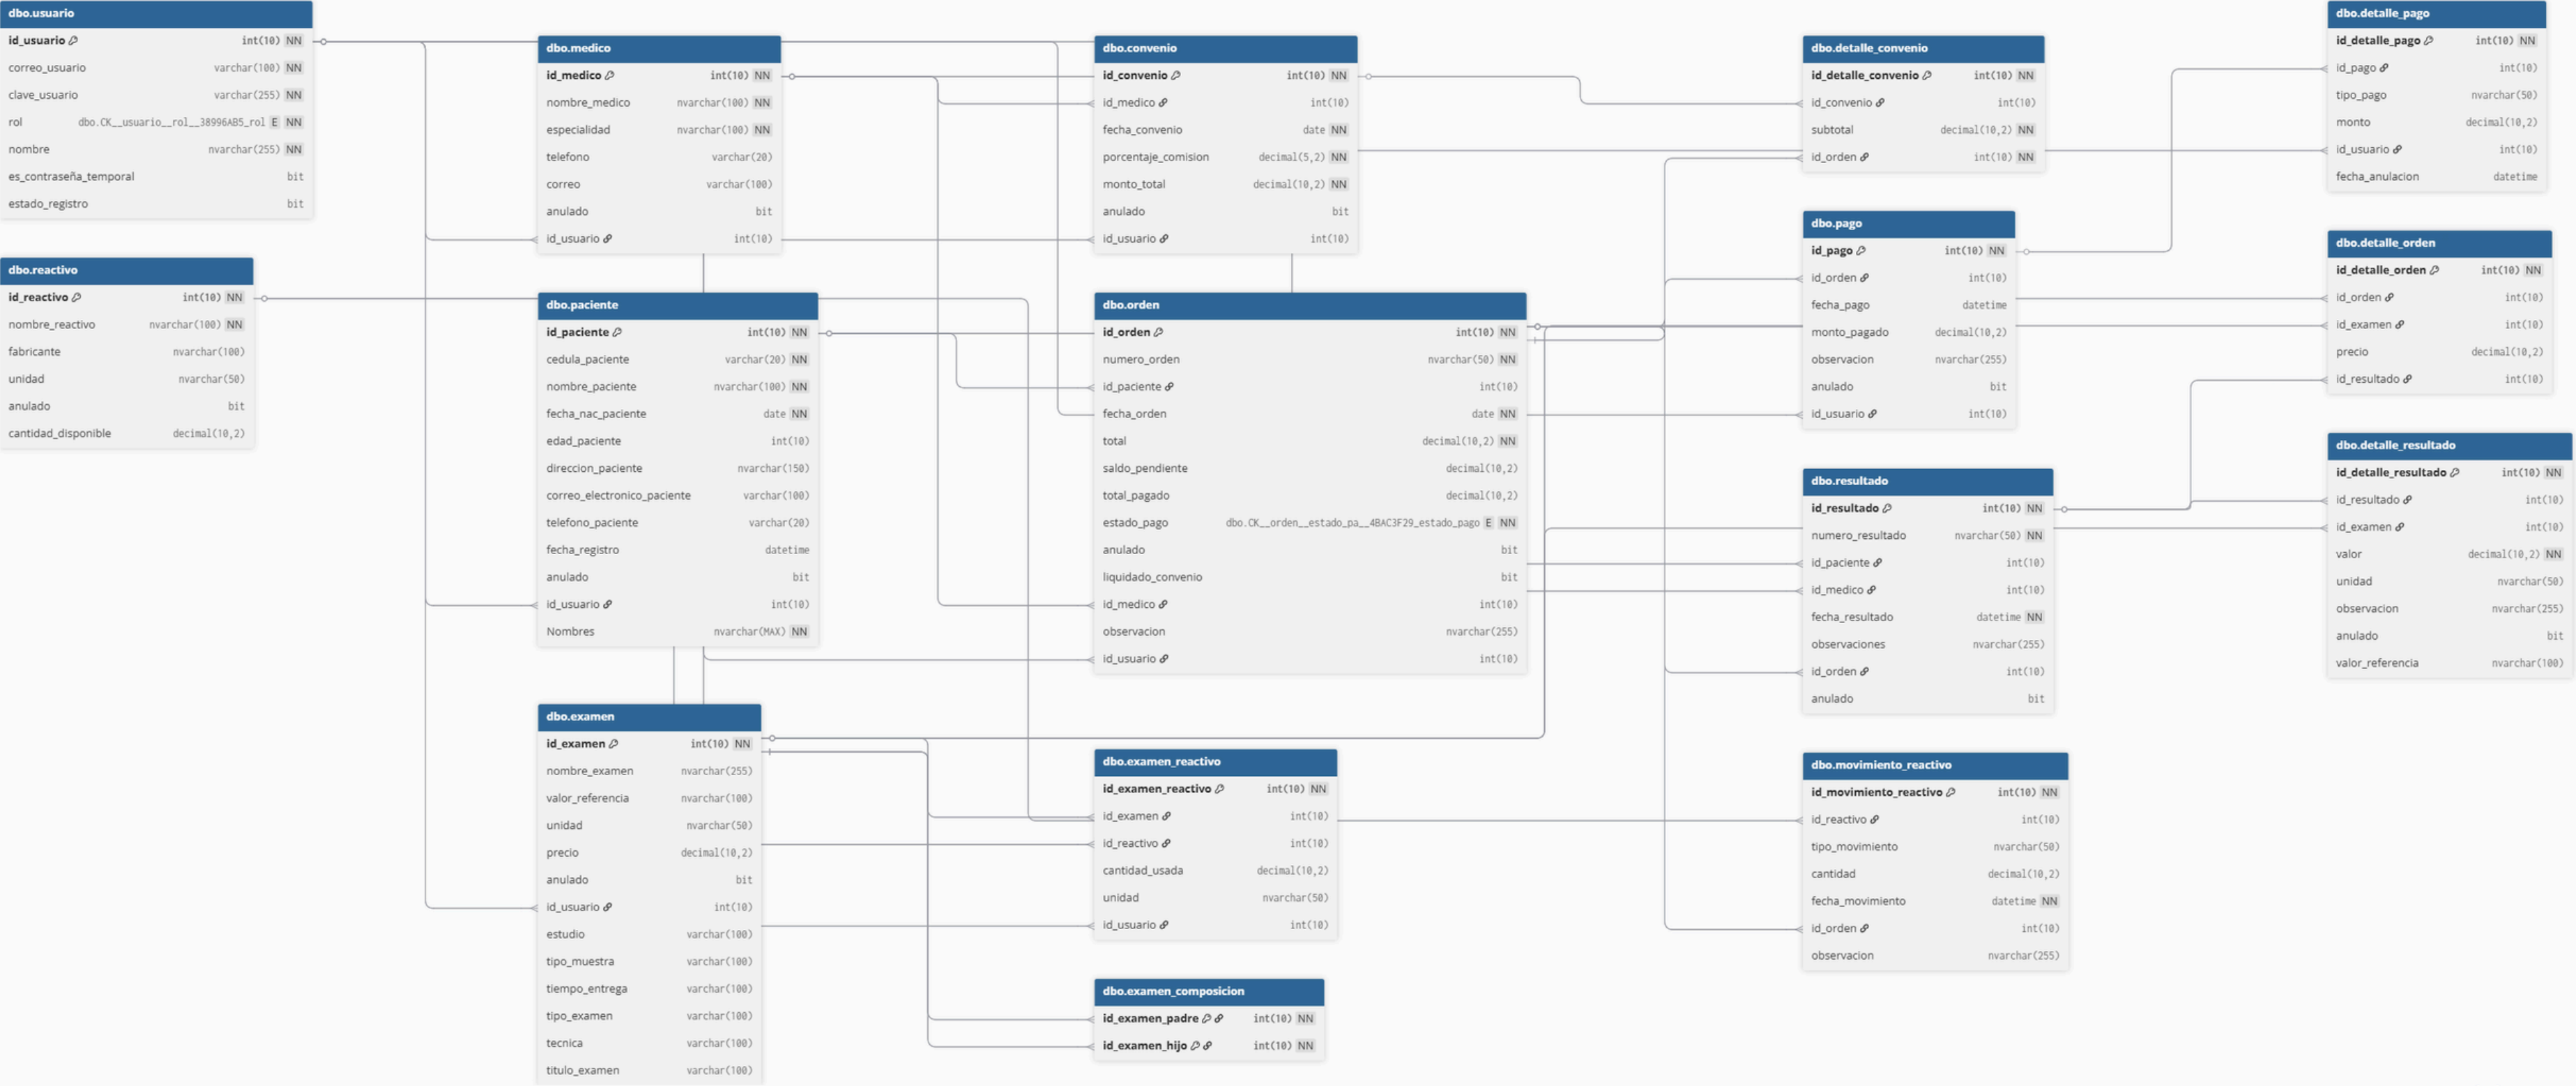 dbo.usuario
id_usuario int(10) NN
correo_usuario varchar(100) NN
clave_usuario varchar(255) NN
rol dbo.CK__usuario__rol__38996AB5_rol E NN
nombre nvarchar(255) NN
es_contraseña_temporal bit
estado_registro bit
dbo.reactivo
id_reactivo int(10) NN
nombre_reactivo nvarchar(100) NN
fabricante nvarchar(100)
unidad nvarchar(50)
anulado bit
cantidad_disponible decimal(10,2)
dbo.medico
id_medico int(10) NN
nombre_medico nvarchar(100) NN
especialidad nvarchar(100) NN
telefono varchar(20)
correo varchar(100)
anulado bit
id_usuario int(10)
dbo.paciente
id_paciente int(10) NN
cedula_paciente varchar(20) NN
nombre_paciente nvarchar(100) NN
fecha_nac_paciente date NN
edad_paciente int(10)
direccion_paciente nvarchar(150)
correo_electronico_paciente varchar(100)
telefono_paciente varchar(20)
fecha_registro datetime
anulado bit
id_usuario int(10)
Nombres nvarchar(MAX) NN
dbo.examen
id_examen int(10) NN
nombre_examen nvarchar(255)
valor_referencia nvarchar(100)
unidad nvarchar(50)
precio decimal(10,2)
anulado bit
id_usuario int(10)
estudio varchar(100)
tipo_muestra varchar(100)
tiempo_entrega varchar(100)
tipo_examen varchar(100)
tecnica varchar(100)
titulo_examen varchar(100)
dbo.convenio
id_convenio int(10) NN
id_medico int(10)
fecha_convenio date NN
porcentaje_comision decimal(5,2) NN
monto_total decimal(10,2) NN
anulado bit
id_usuario int(10)
dbo.orden
id_orden int(10) NN
numero_orden nvarchar(50) NN
id_paciente int(10)
fecha_orden date NN
total decimal(10,2) NN
saldo_pendiente decimal(10,2)
total_pagado decimal(10,2)
estado_pago dbo.CK__orden__estado_pa__4BAC3F29_estado_pago E NN
anulado bit
liquidado_convenio bit
id_medico int(10)
observacion nvarchar(255)
id_usuario int(10)
dbo.examen_reactivo
id_examen_reactivo int(10) NN
id_examen int(10)
id_reactivo int(10)
cantidad_usada decimal(10,2)
unidad nvarchar(50)
id_usuario int(10)
dbo.examen_composicion
id_examen_padre int(10) NN
id_examen_hijo int(10) NN
dbo.detalle_convenio
id_detalle_convenio int(10) NN
id_convenio int(10)
subtotal decimal(10,2) NN
id_orden int(10) NN
dbo.pago
id_pago int(10) NN
id_orden int(10)
fecha_pago datetime
monto_pagado decimal(10,2)
observacion nvarchar(255)
anulado bit
id_usuario int(10)
dbo.resultado
id_resultado int(10) NN
numero_resultado nvarchar(50) NN
id_paciente int(10)
id_medico int(10)
fecha_resultado datetime NN
observaciones nvarchar(255)
id_orden int(10)
anulado bit
dbo.movimiento_reactivo
id_movimiento_reactivo int(10) NN
id_reactivo int(10)
tipo_movimiento nvarchar(50)
cantidad decimal(10,2)
fecha_movimiento datetime NN
id_orden int(10)
observacion nvarchar(255)
dbo.detalle_pago
id_detalle_pago int(10) NN
id_pago int(10)
tipo_pago nvarchar(50)
monto decimal(10,2)
id_usuario int(10)
fecha_anulacion datetime
dbo.detalle_orden
id_detalle_orden int(10) NN
id_orden int(10)
id_examen int(10)
precio decimal(10,2)
id_resultado int(10)
dbo.detalle_resultado
id_detalle_resultado int(10) NN
id_resultado int(10)
id_examen int(10)
valor decimal(10,2) NN
unidad nvarchar(50)
observacion nvarchar(255)
anulado bit
valor_referencia nvarchar(100)